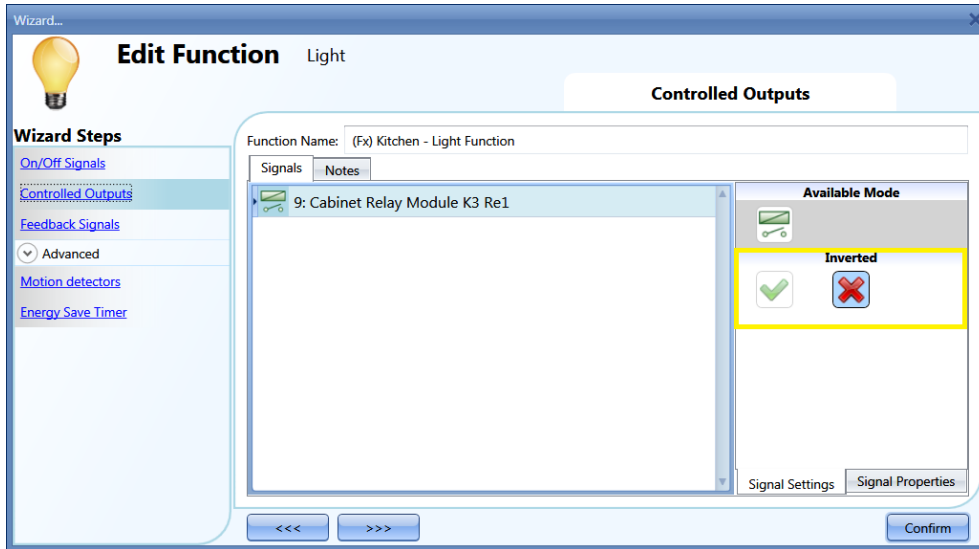 Wizard...
Edit Function Light
Controlled Outputs
Wizard Steps
On/Off Signals
Controlled Outputs
Feedback Signals
Advanced
Motion detectors
Energy Save Timer
Function Name: (Fx) Kitchen - Light Function
Signals Notes
9: Cabinet Relay Module K3 Re1
Available Mode
Inverted
Signal Settings Signal Properties
<<< >>> Confirm